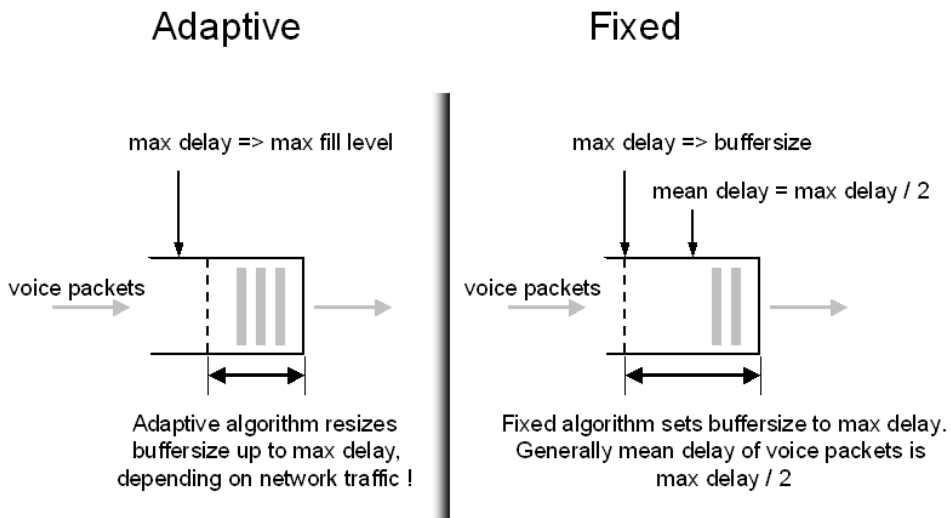 Adaptive
Fixed
max delay => max fill level
voice packets
Adaptive algorithm resizes
buffersize up to max delay,
depending on network traffic !
max delay => buffersize
mean delay = max delay / 2
voice packets
Fixed algorithm sets buffersize to max delay.
Generally mean delay of voice packets is
max delay / 2